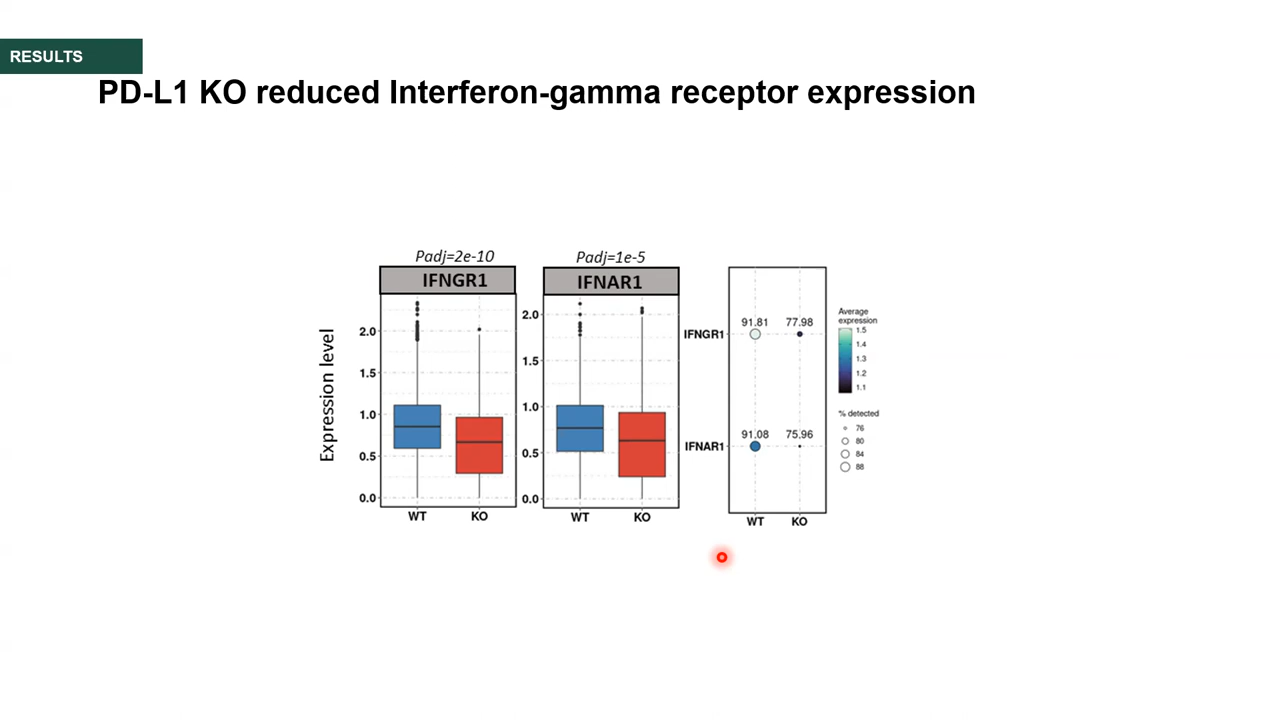 RESULTS
PD-L1 KO reduced Interferon-gamma receptor expression
Padj=2e-10
IFNGR1
Expression level
2.0
1.5
1.0
0.5
0.0
WT KO
Padj=1e-5
IFNAR1
2.0
1.5
1.0
0.5
0.0
WT KO
IFNGR1 91.81 77.98
IFNAR1 91.08 75.96
WT KO
Average
expression
1.5
1.4
1.3
1.2
1.1
% detected
76
80
84
88